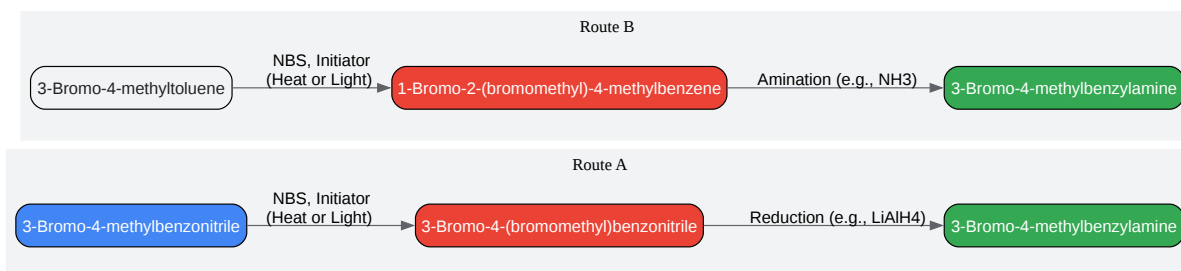 Route B
NBS, Initiator
(Heat or Light)
3-Bromo-4-methyltoluene
1-Bromo-2-(bromomethyl)-4-methylbenzene
Amination (e.g., NH3)
3-Bromo-4-methylbenzylamine
Route A
NBS, Initiator
(Heat or Light)
3-Bromo-4-methylbenzonitrile
3-Bromo-4-(bromomethyl)benzonitrile
Reduction (e.g., LiAlH4)
3-Bromo-4-methylbenzylamine